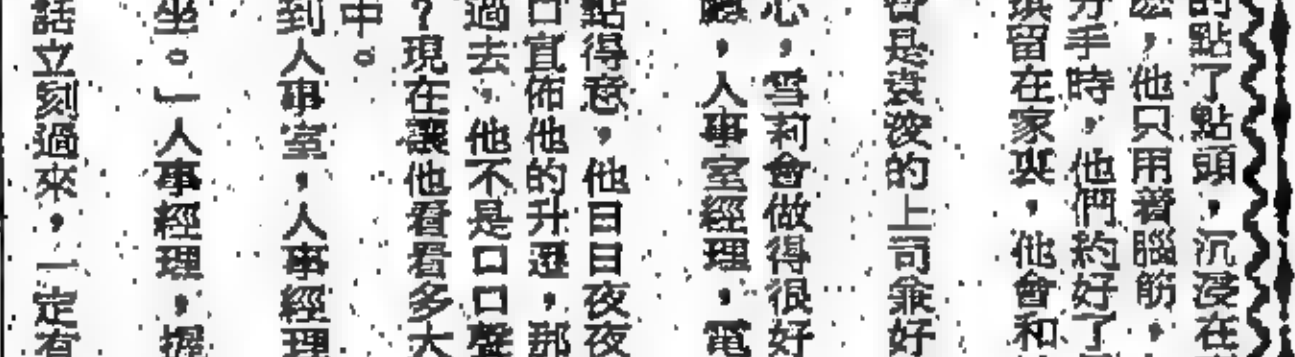 的點了點頭，沉浸在
他只用着腦筋，
分手時，他們約好了
續留在家與，他會和
曾是袁波的上司兼好
心，雪莉會做得很好
聽，人事室經理，電
點得意，他日日夜夜
口宣佈他的升遷，那
過去，他不是口口聲
？現在讓他看看多大
中。
到人事室，人事經理
坐。」人事經理，握
話立刻過來，一定有